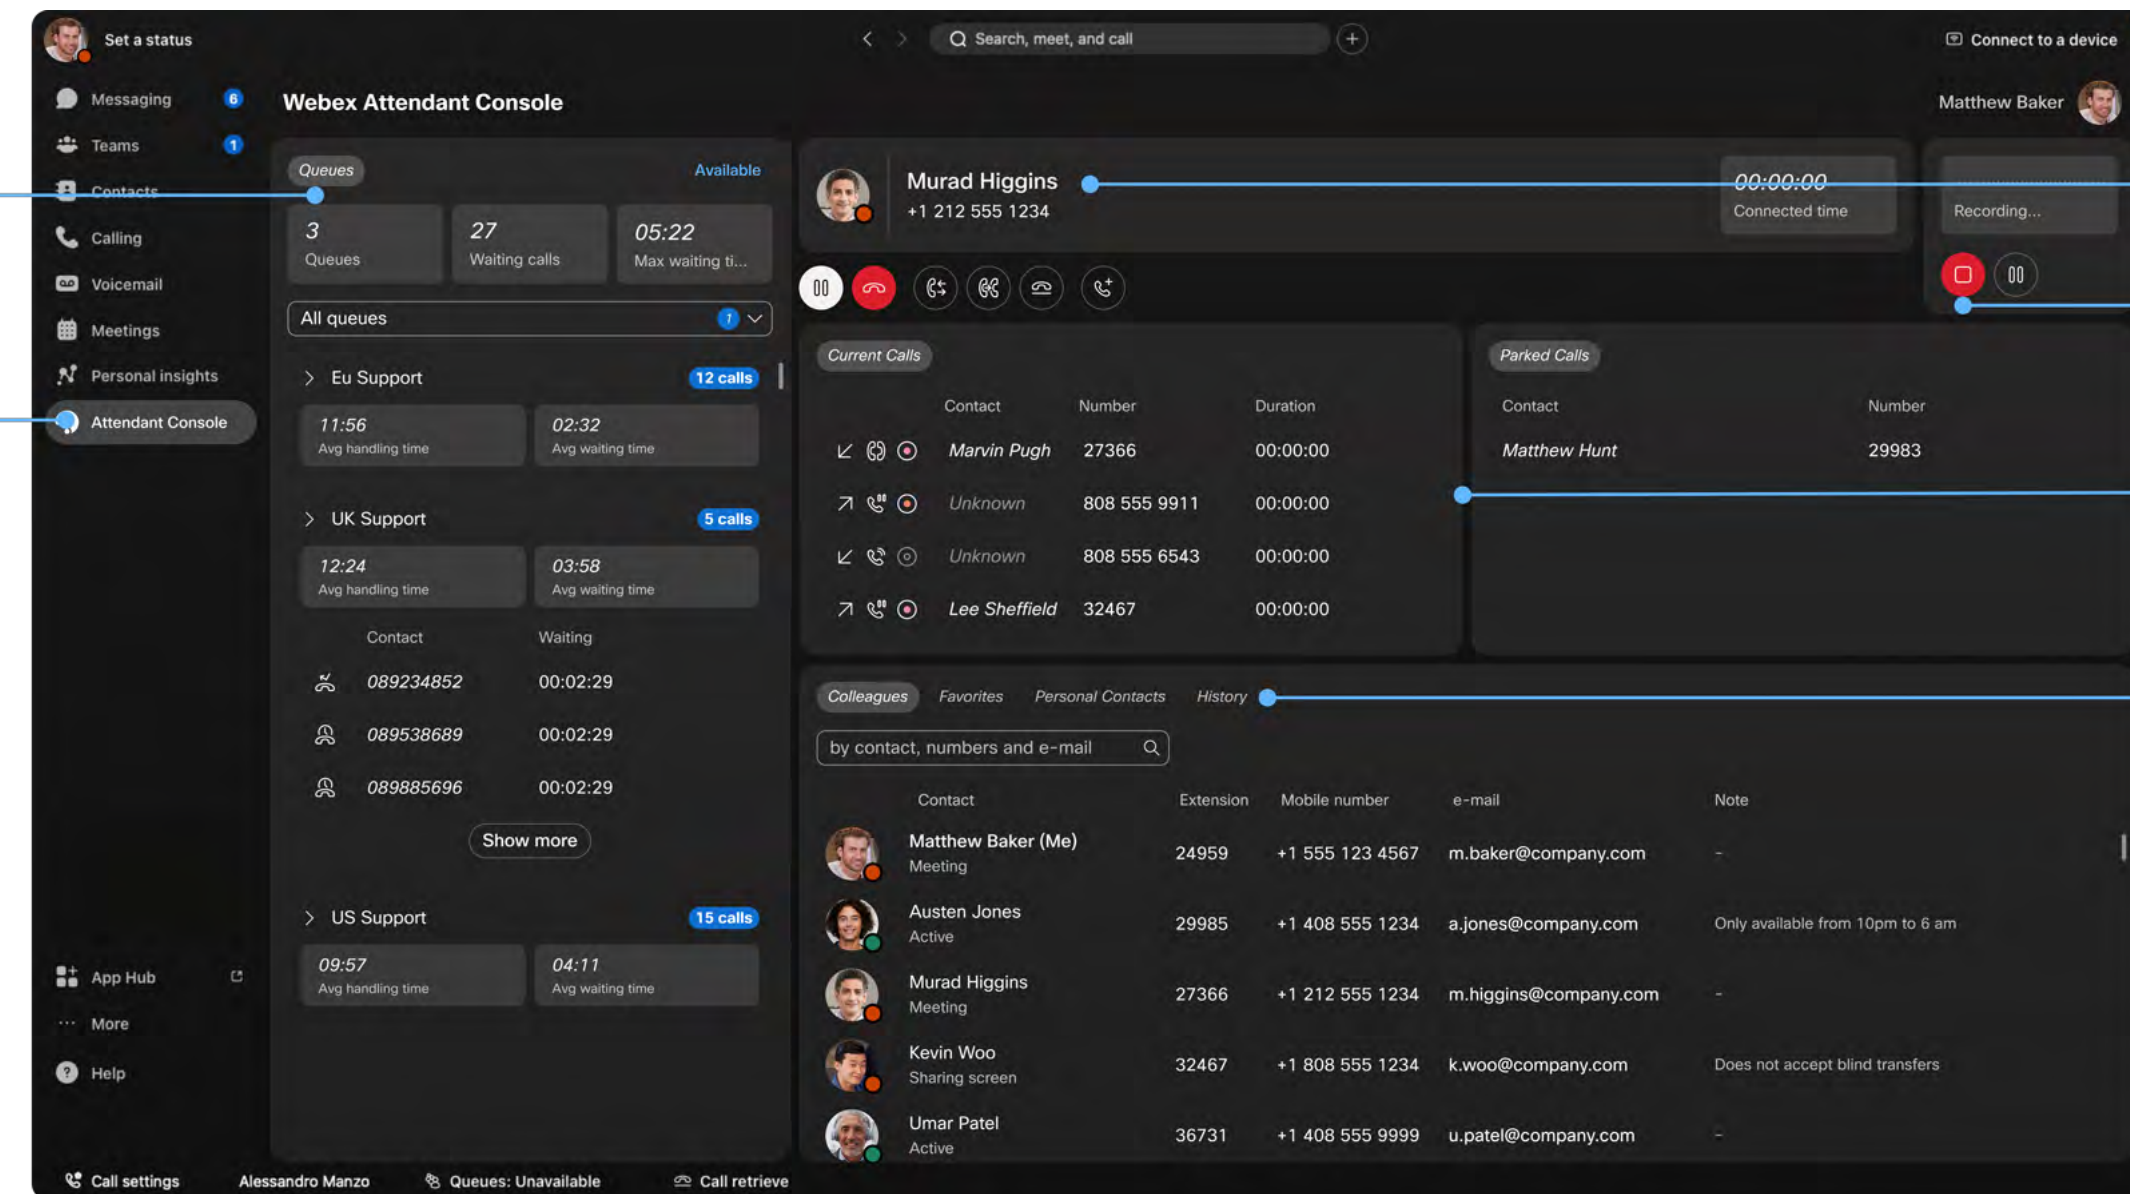 Set a status
Search, meet, and call
Connect to a device
Messaging 6
Teams 1
Contacts
Calling
Voicemail
Meetings
Personal insights
Attendant Console
App Hub
More
Help
Webex Attendant Console
Matthew Baker
Queues Available
3 27 05:22
Queues Waiting calls Max waiting ti...
All queues 1
Eu Support 12 calls
11:56 02:32
Avg handling time Avg waiting time
UK Support 5 calls
12:24 03:58
Avg handling time Avg waiting time
Contact Waiting
089234852 00:02:29
089538689 00:02:29
089885696 00:02:29
Show more
US Support 15 calls
09:57 04:11
Avg handling time Avg waiting time
Murad Higgins
+1 212 555 1234
00:00:00
Connected time
Recording...
Current Calls
Contact Number Duration
Marvin Pugh 27366 00:00:00
Unknown 808 555 9911 00:00:00
Unknown 808 555 6543 00:00:00
Lee Sheffield 32467 00:00:00
Parked Calls
Contact Number
Matthew Hunt 29983
Colleagues Favorites Personal Contacts History
by contact, numbers and e-mail
Contact Extension Mobile number e-mail Note
Matthew Baker (Me)
Meeting
24959 +1 555 123 4567 m.baker@company.com -
Austen Jones
Active
29985 +1 408 555 1234 a.jones@company.com Only available from 10pm to 6 am
Murad Higgins
Meeting
27366 +1 212 555 1234 m.higgins@company.com -
Kevin Woo
Sharing screen
32467 +1 808 555 1234 k.woo@company.com Does not accept blind transfers
Umar Patel
Active
36731 +1 408 555 9999 u.patel@company.com -
Call settings Alessandro Manzo Queues: Unavailable Call retrieve